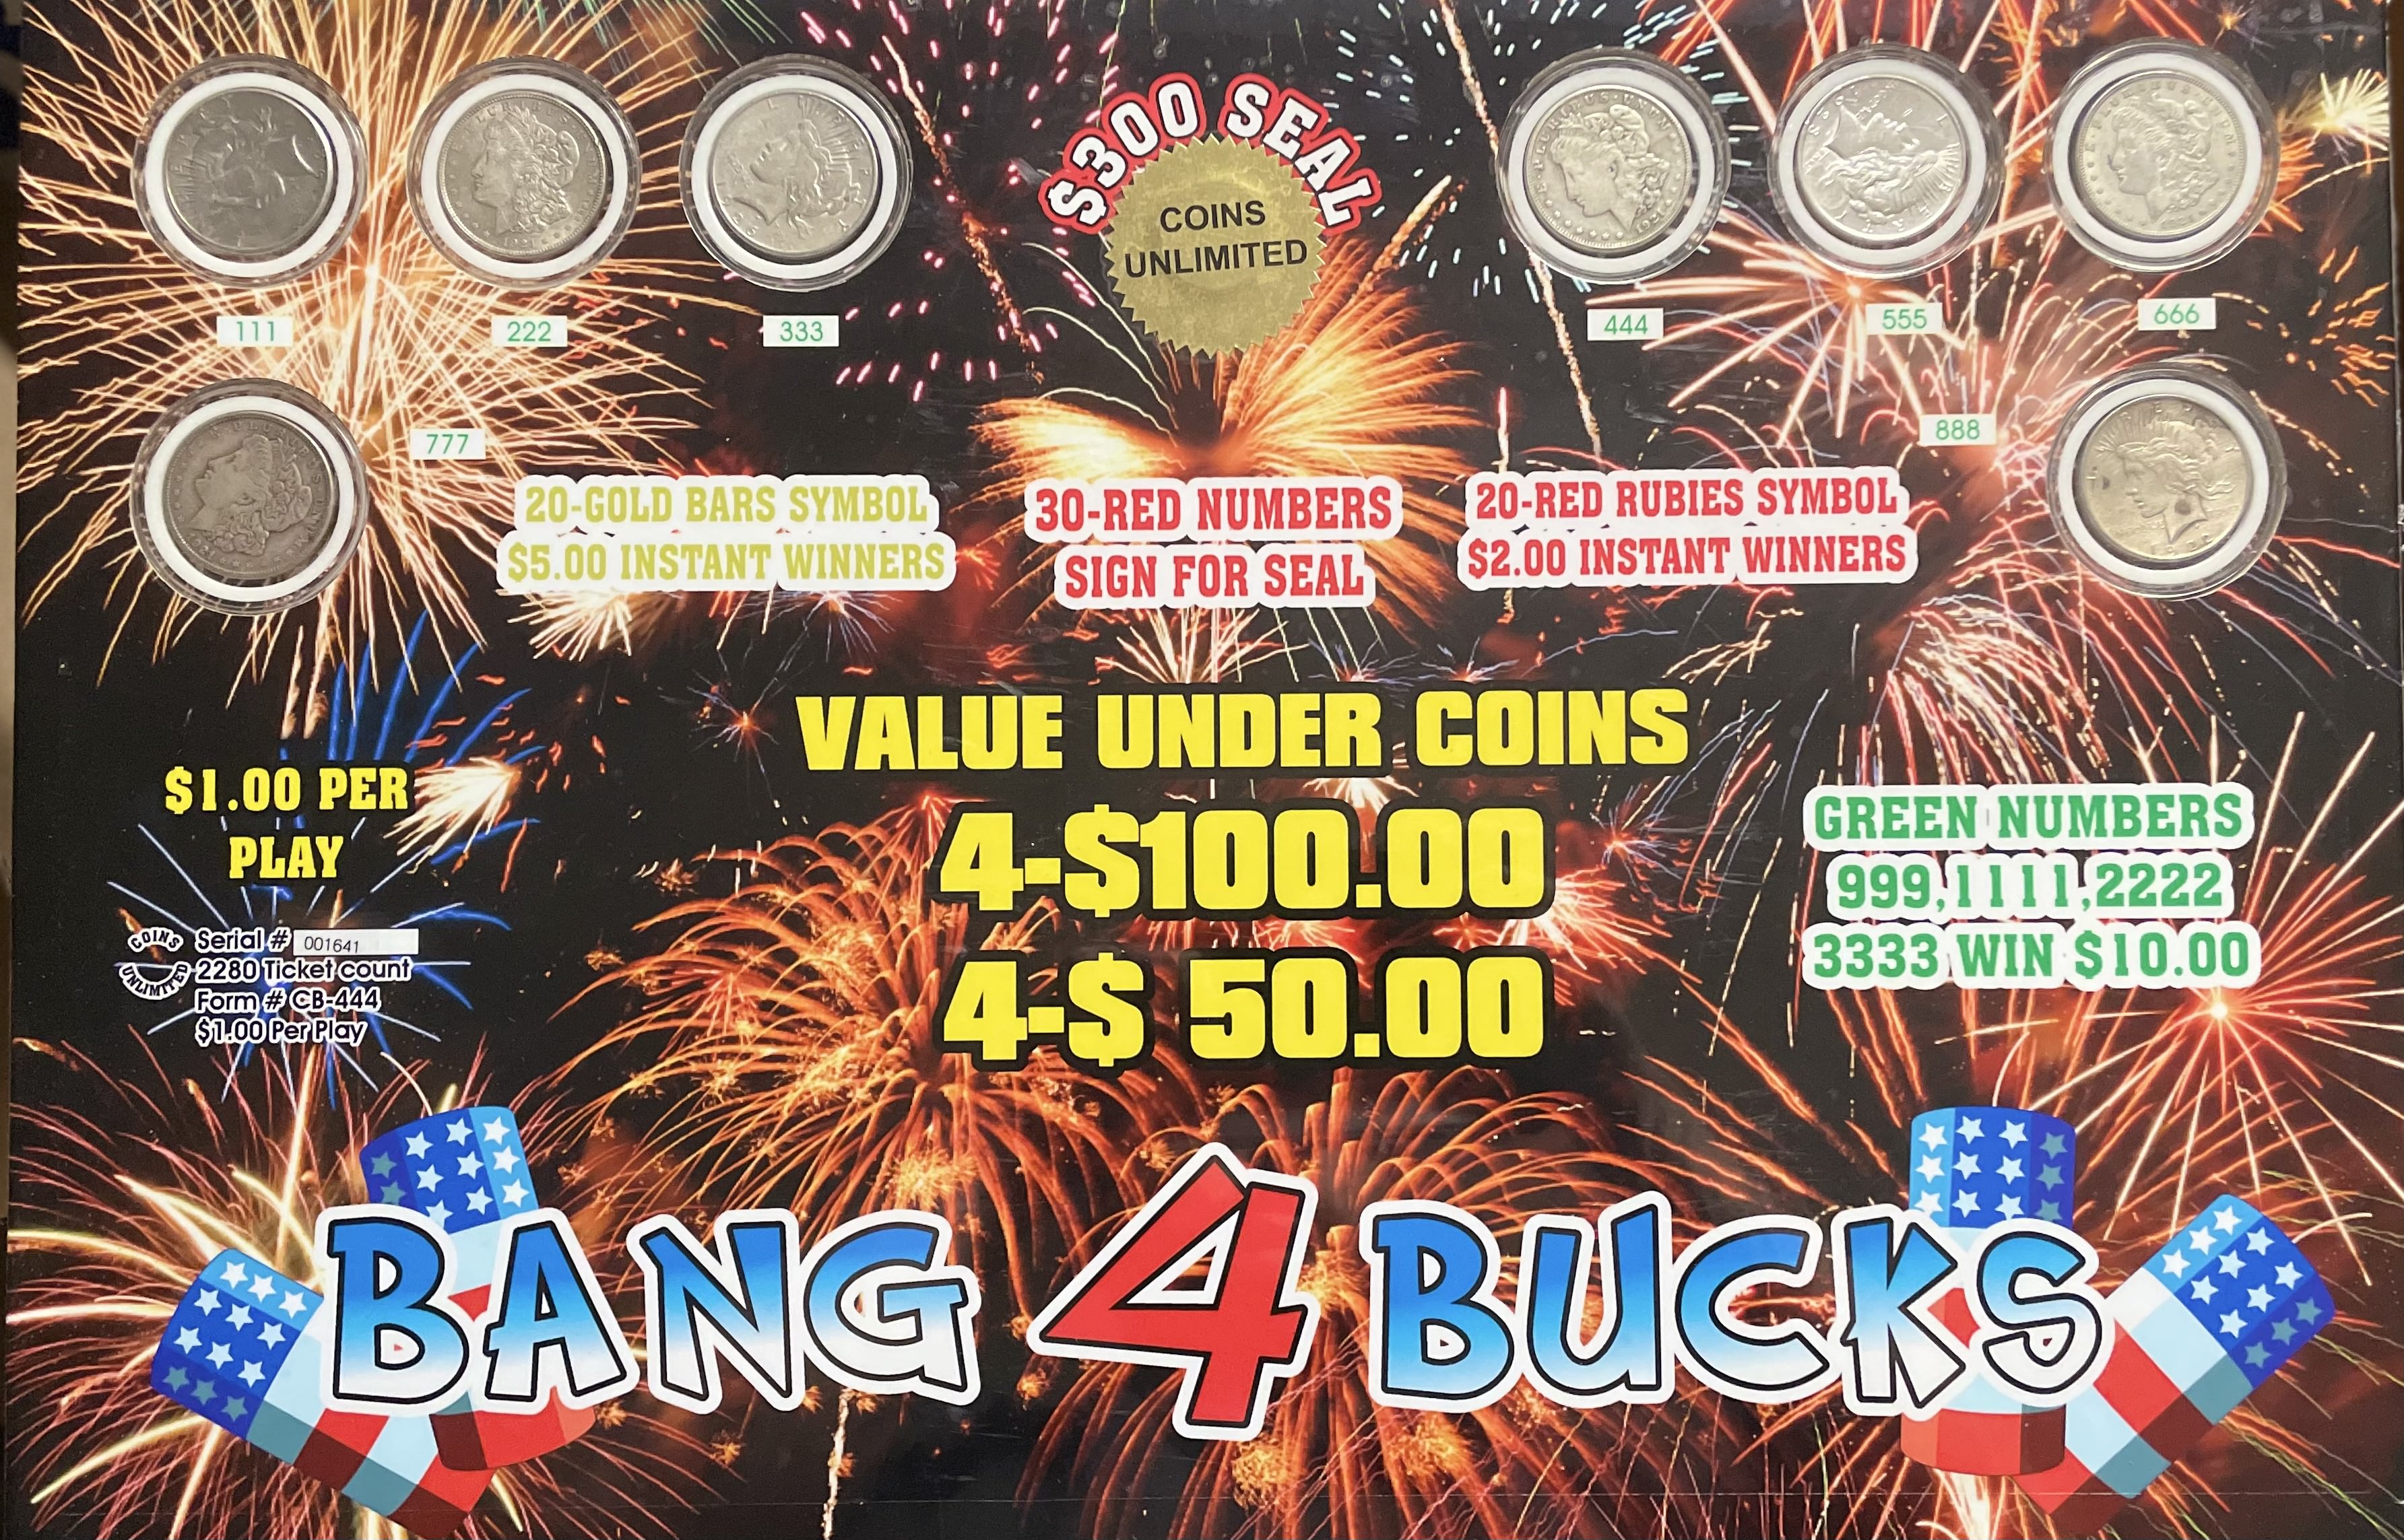 $300 SEAL
COINS
UNLIMITED
111
222
333
444
555
666
777
888
20-GOLD BARS SYMBOL
$5.00 INSTANT WINNERS
30-RED NUMBERS
SIGN FOR SEAL
20-RED RUBIES SYMBOL
$2.00 INSTANT WINNERS
VALUE UNDER COINS
4-$100.00
4-$ 50.00
$1.00 PER
PLAY
COINS
UNLIMITED
Serial # 001641
2280 Ticket count
Form # CB-444
$1.00 Per Play
GREEN NUMBERS
999,1111,2222
3333 WIN $10.00
BANG 4 BUCKS